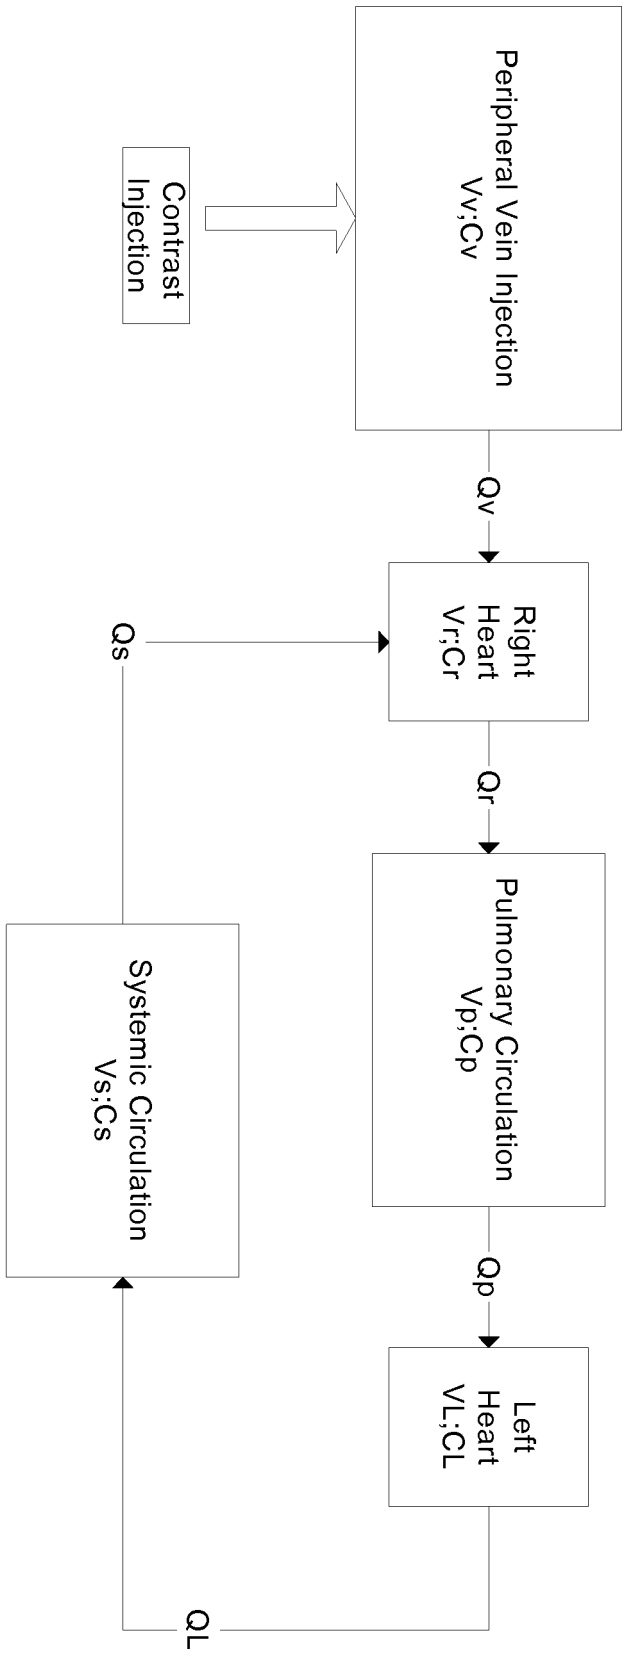 Peripheral Vein Injection
Vv;Cv
Contrast
Injection
Qv
Right
Heart
Vr;Cr
Qs
Qr
Pulmonary Circulation
Vp;Cp
Systemic Circulation
Vs;Cs
Qp
Left
Heart
VL;CL
QL